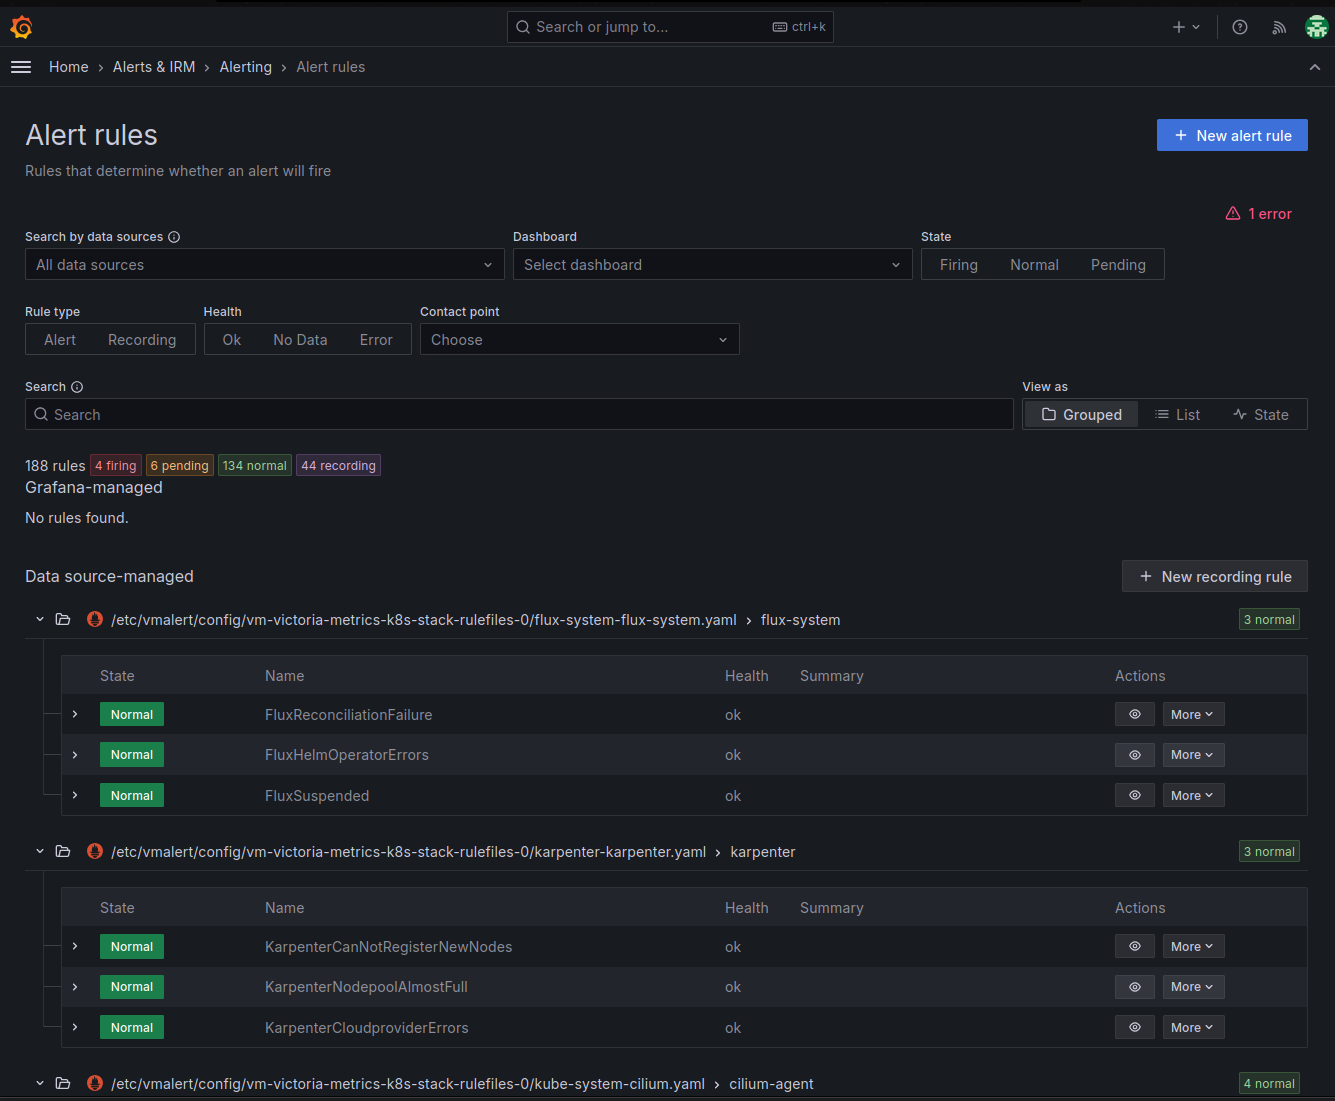 Search or jump to... ctrl+k
Home › Alerts & IRM › Alerting › Alert rules
Alert rules
New alert rule
Rules that determine whether an alert will fire
1 error
Search by data sources Dashboard State
All data sources Select dashboard Firing Normal Pending
Rule type Health Contact point
Alert Recording Ok No Data Error Choose
Search View as
Search Grouped List State
188 rules 4 firing 6 pending 134 normal 44 recording
Grafana-managed
No rules found.
Data source-managed New recording rule
/etc/vmalert/config/vm-victoria-metrics-k8s-stack-rulefiles-0/flux-system-flux-system.yaml › flux-system 3 normal
State Name Health Summary Actions
Normal FluxReconciliationFailure ok More
Normal FluxHelmOperatorErrors ok More
Normal FluxSuspended ok More
/etc/vmalert/config/vm-victoria-metrics-k8s-stack-rulefiles-0/karpenter-karpenter.yaml › karpenter 3 normal
State Name Health Summary Actions
Normal KarpenterCanNotRegisterNewNodes ok More
Normal KarpenterNodepoolAlmostFull ok More
Normal KarpenterCloudproviderErrors ok More
/etc/vmalert/config/vm-victoria-metrics-k8s-stack-rulefiles-0/kube-system-cilium.yaml › cilium-agent 4 normal